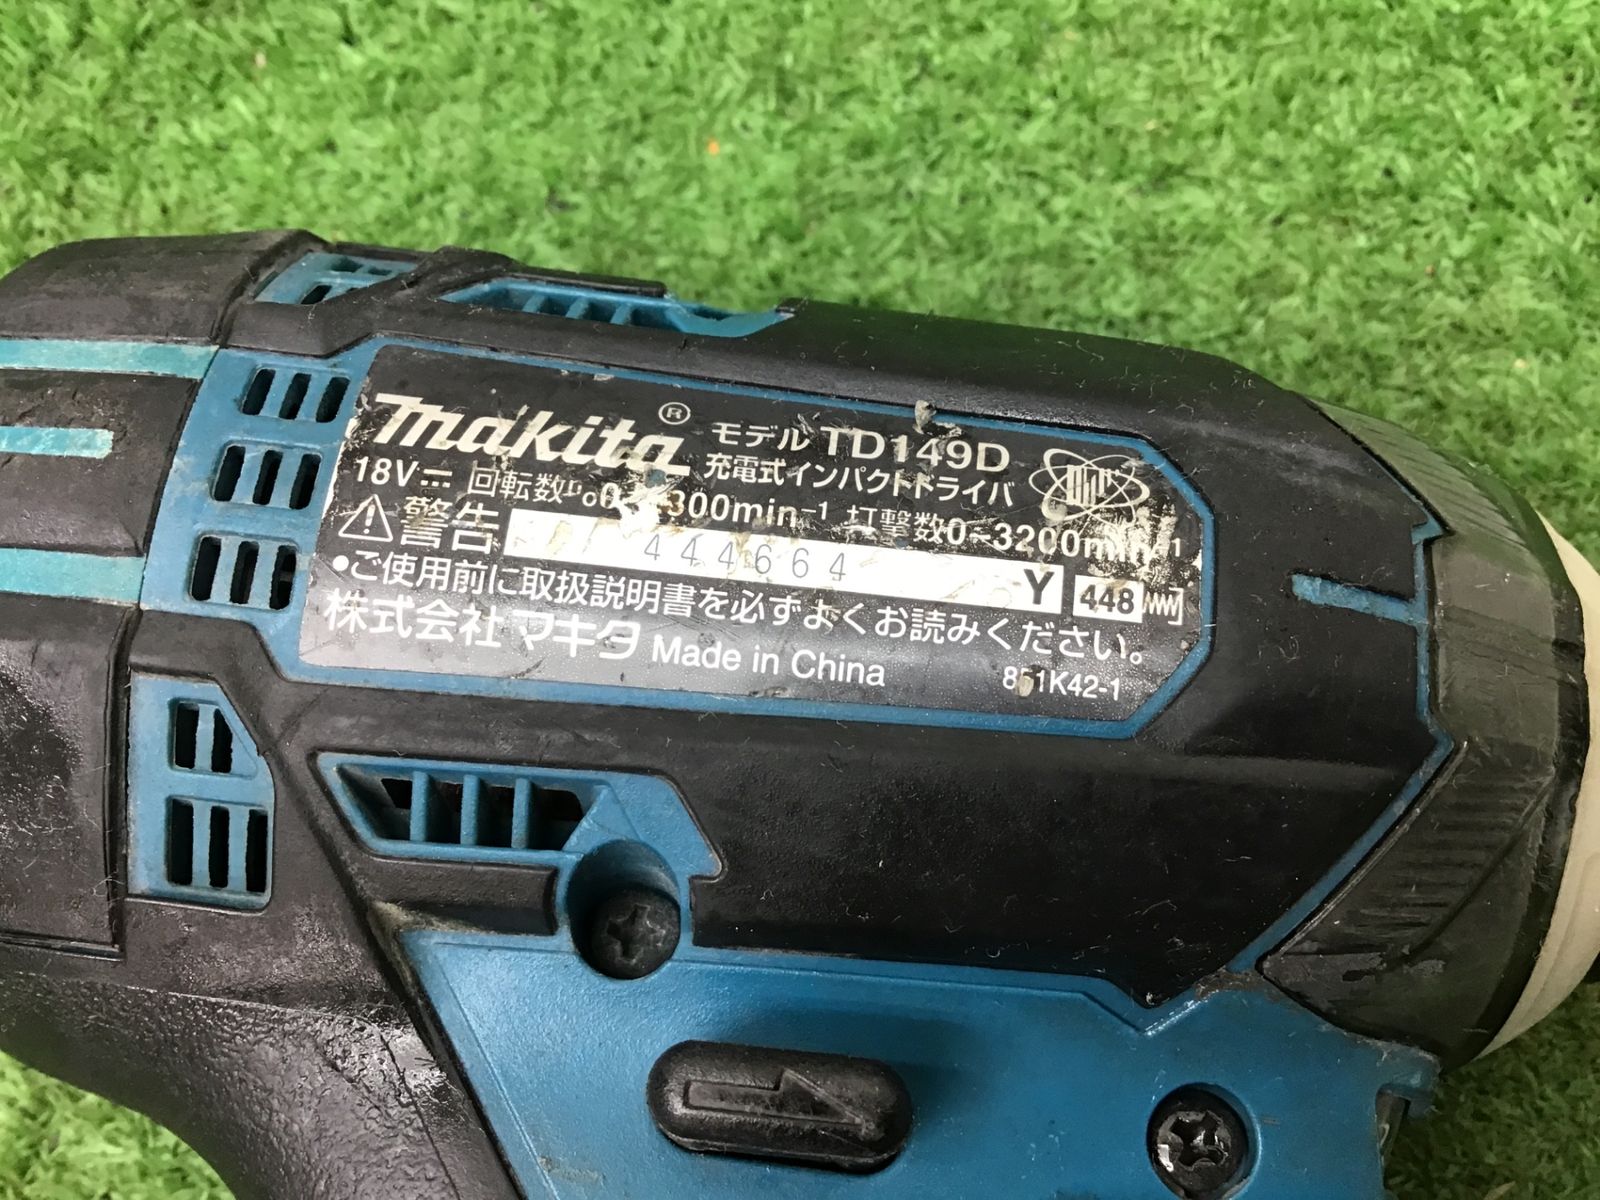 makita® モデル TD149D
充電式インパクトドライバ
18V 回転数 打撃数0~3200min-1
警告 444664 Y 448
●ご使用前に取扱説明書を必ずよくお読みください。
株式会社マキタ Made in China